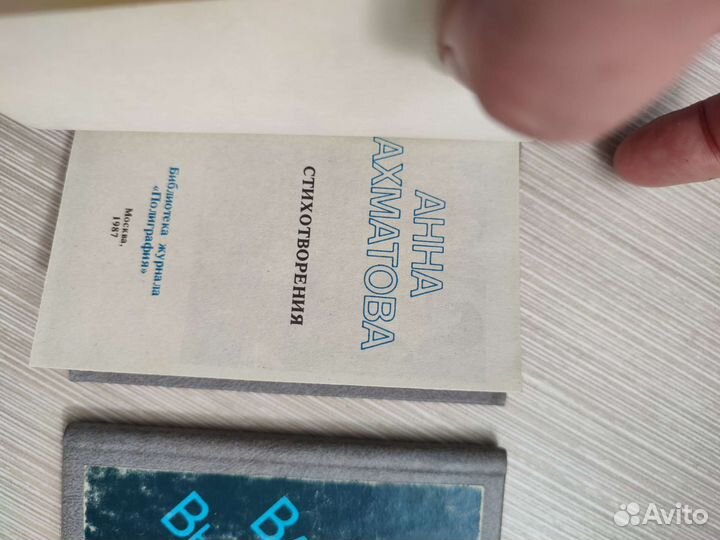 АННА
АХМАТОВА
СТИХОТВОРЕНИЯ
Библиотека журнала
«Полиграфия»
Москва,
1987
Avito